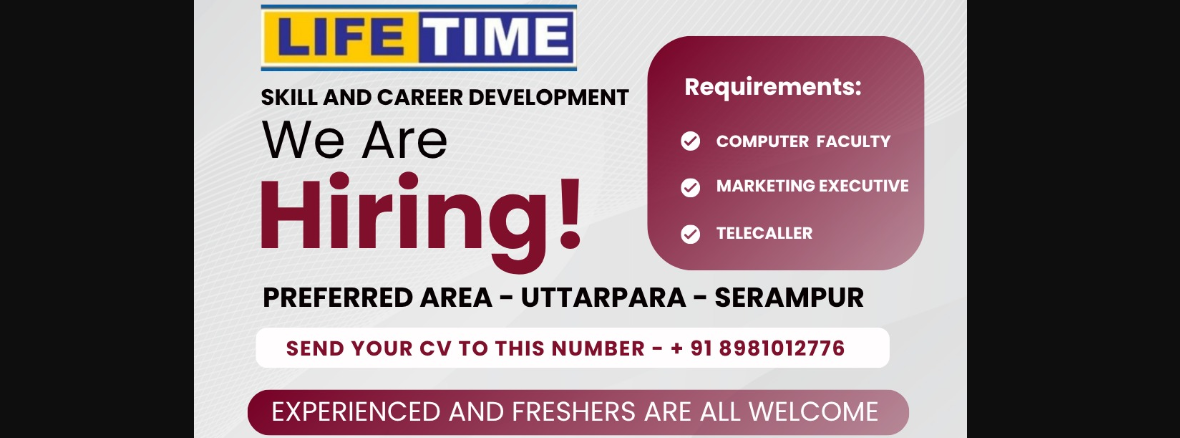 LIFE TIME
SKILL AND CAREER DEVELOPMENT
We Are
Hiring!
Requirements:
COMPUTER FACULTY
MARKETING EXECUTIVE
TELECALLER
PREFERRED AREA - UTTARPARA - SERAMPUR
SEND YOUR CV TO THIS NUMBER - + 91 8981012776
EXPERIENCED AND FRESHERS ARE ALL WELCOME